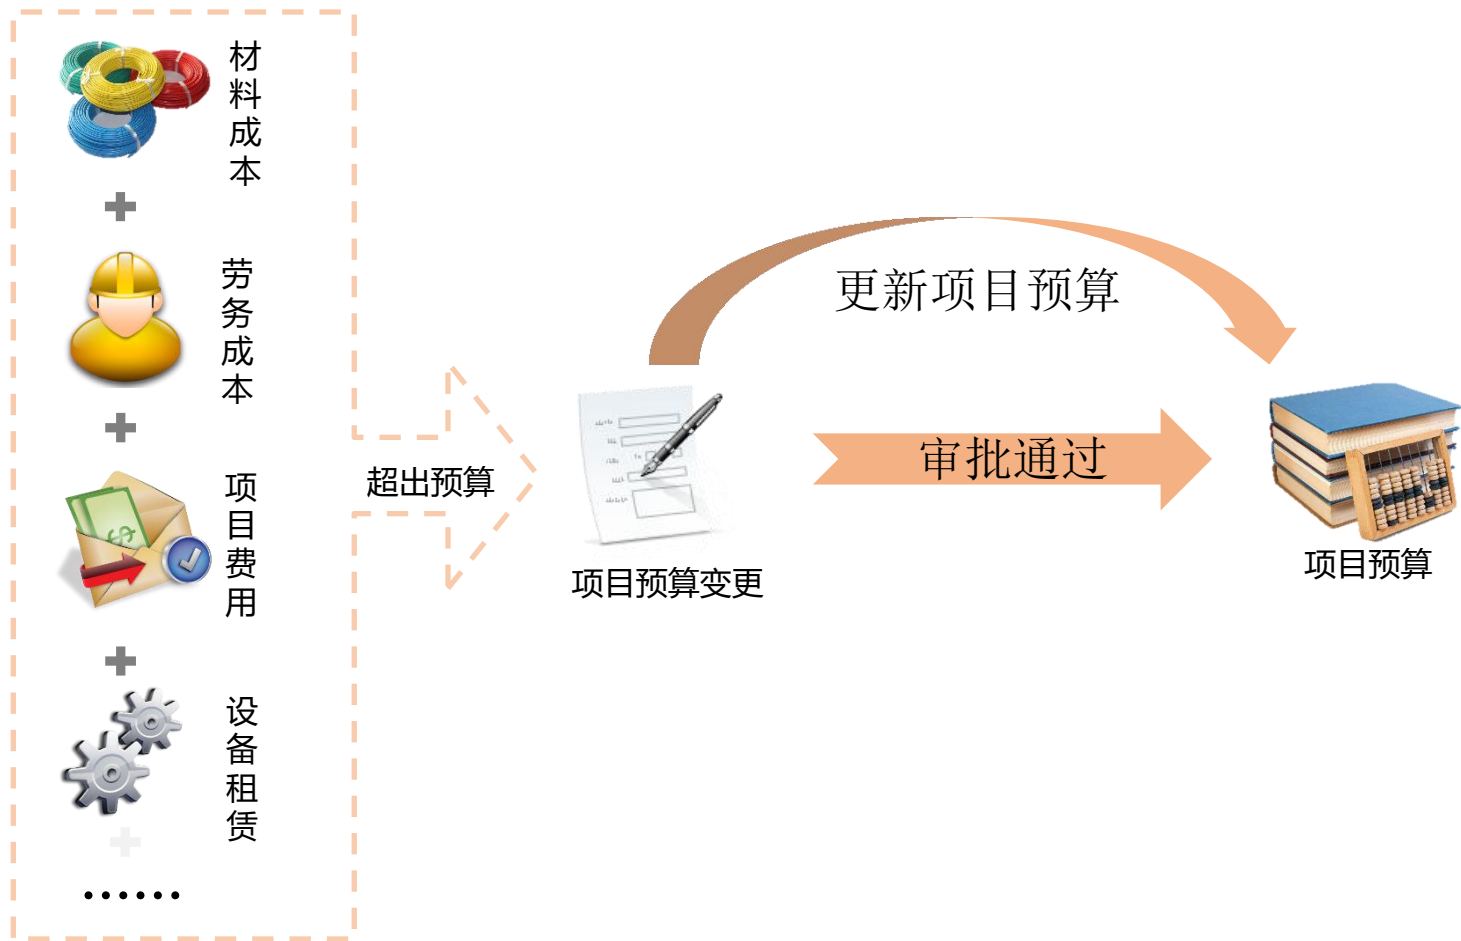 材料成本
劳务成本
项目费用
设备租赁
······
超出预算
项目预算变更
更新项目预算
审批通过
项目预算